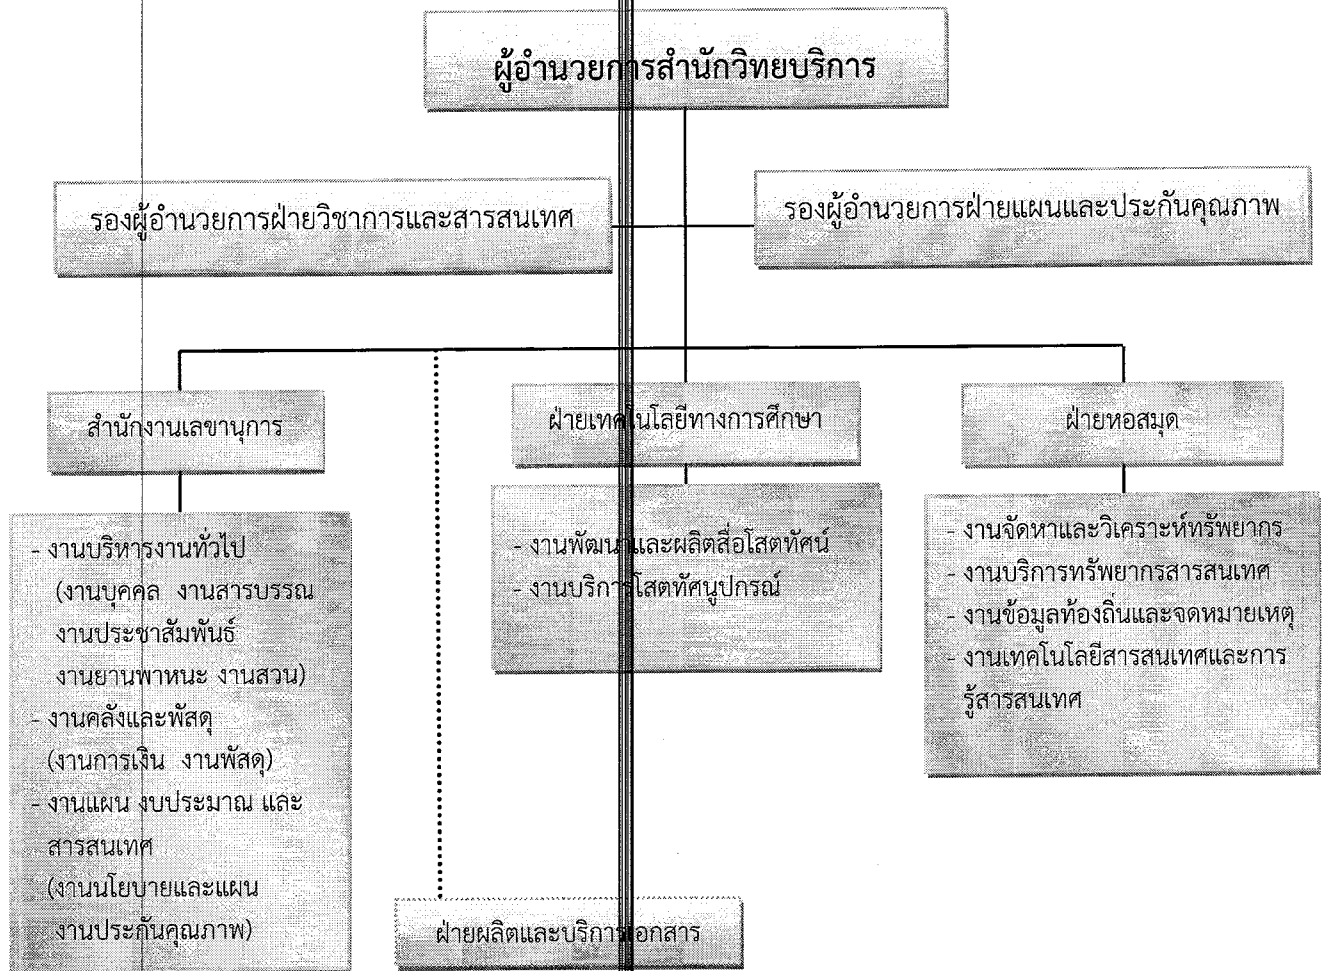 ผู้อำนวยการสำนักวิทยบริการ
รองผู้อำนวยการฝ่ายวิชาการและสารสนเทศ
รองผู้อำนวยการฝ่ายแผนและประกันคุณภาพ
สำนักงานเลขานุการ
- งานบริหารงานทั่วไป
(งานบุคคล งานสารบรรณ
งานประชาสัมพันธ์
งานยานพาหนะ งานสวน)
- งานคลังและพัสดุ
(งานการเงิน งานพัสดุ)
- งานแผน งบประมาณ และ
สารสนเทศ
(งานนโยบายและแผน
งานประกันคุณภาพ)
ฝ่ายเทคโนโลยีทางการศึกษา
- งานพัฒนาและผลิตสื่อโสตทัศน์
- งานบริการโสตทัศนูปกรณ์
ฝ่ายหอสมุด
- งานจัดหาและวิเคราะห์ทรัพยากร
- งานบริการทรัพยากรสารสนเทศ
- งานข้อมูลท้องถิ่นและจดหมายเหตุ
- งานเทคโนโลยีสารสนเทศและการ
รู้สารสนเทศ
ฝ่ายผลิตและบริการเอกสาร